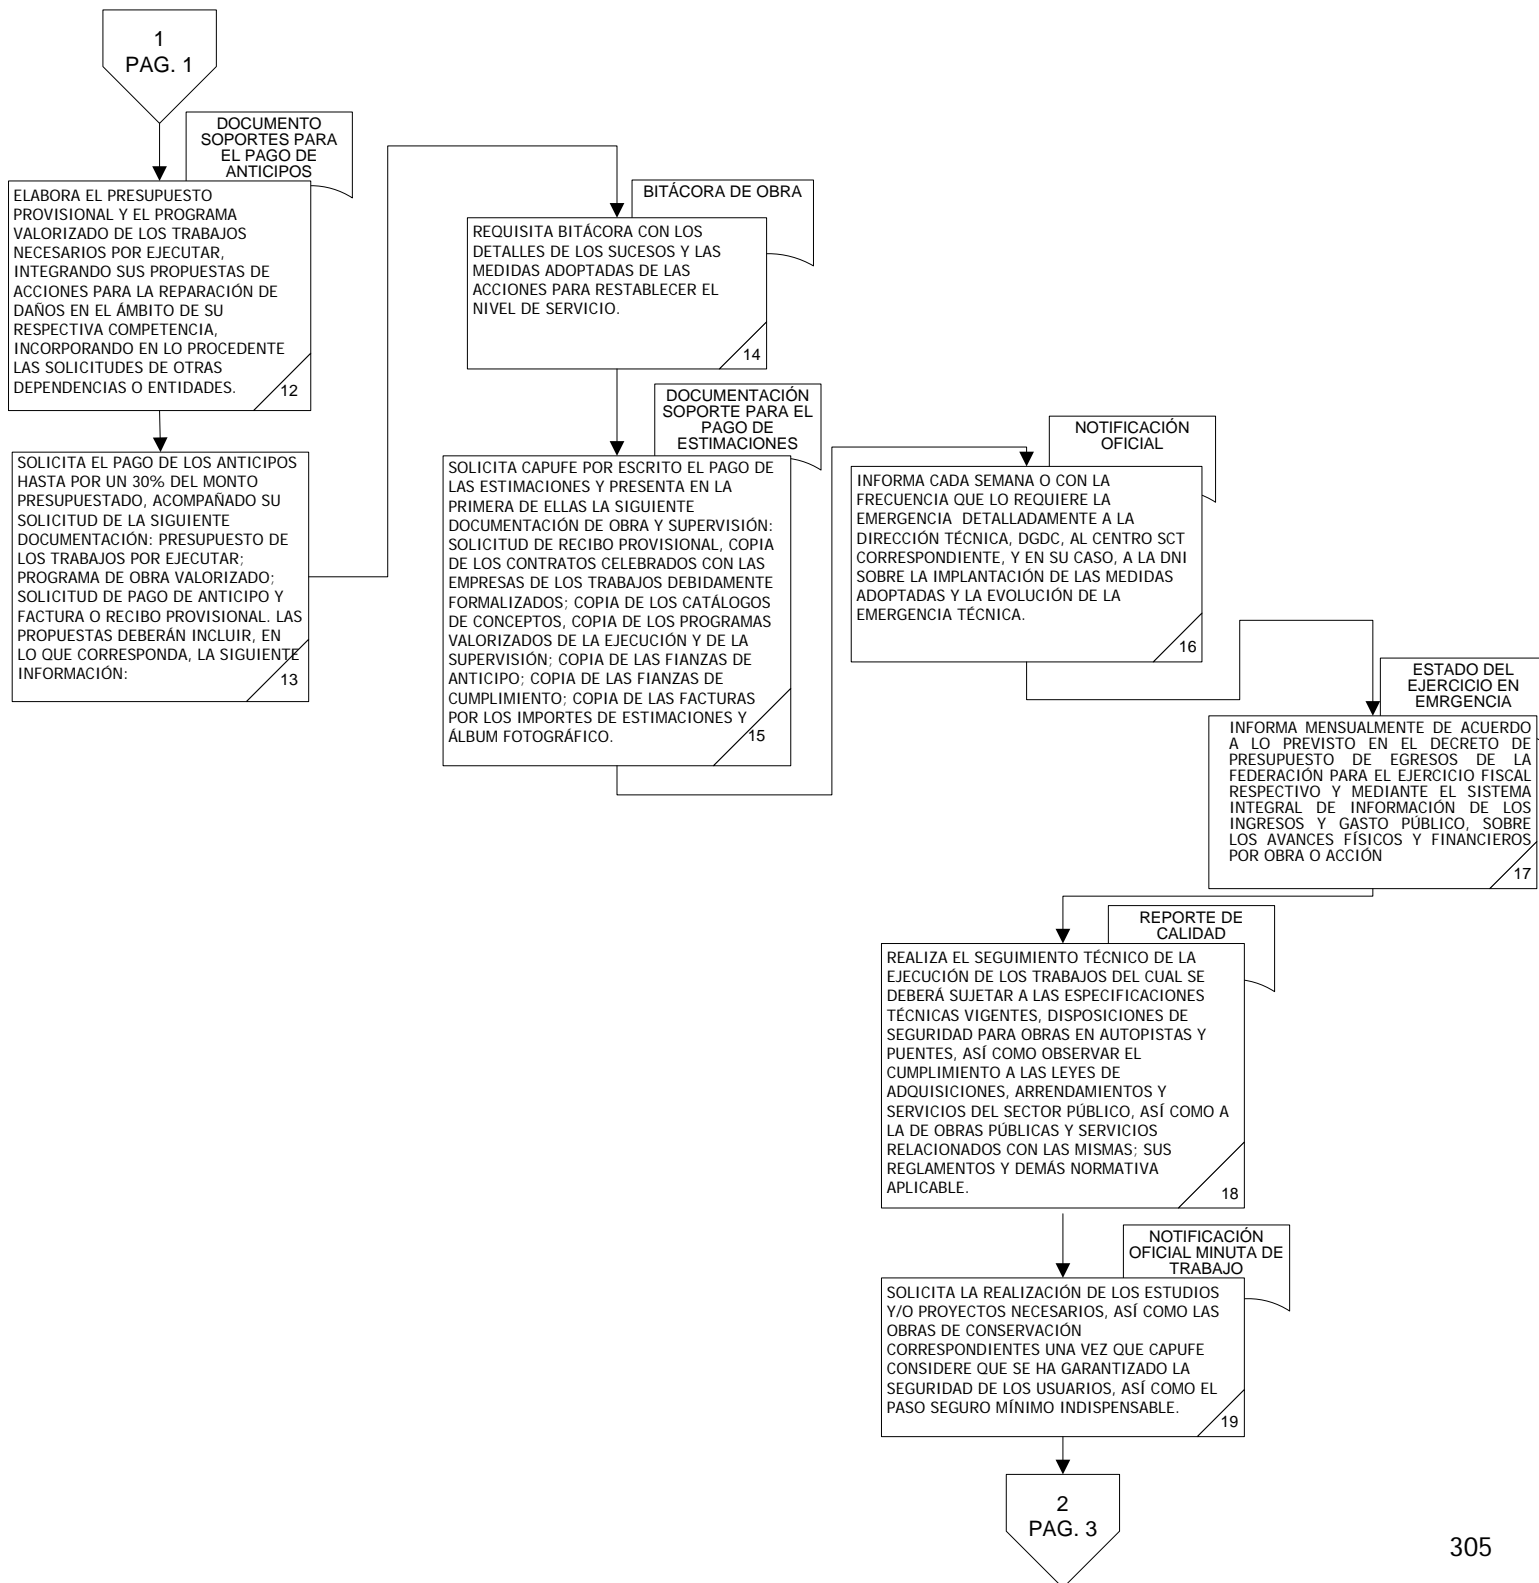 1
PAG. 1
DOCUMENTO
SOPORTES PARA
EL PAGO DE
ANTICIPOS
ELABORA EL PRESUPUESTO
PROVISIONAL Y EL PROGRAMA
VALORIZADO DE LOS TRABAJOS
NECESARIOS POR EJECUTAR,
INTEGRANDO SUS PROPUESTAS DE
ACCIONES PARA LA REPARACIÓN DE
DAÑOS EN EL ÁMBITO DE SU
RESPECTIVA COMPETENCIA,
INCORPORANDO EN LO PROCEDENTE
LAS SOLICITUDES DE OTRAS
DEPENDENCIAS O ENTIDADES.
12
SOLICITA EL PAGO DE LOS ANTICIPOS
HASTA POR UN 30% DEL MONTO
PRESUPUESTADO, ACOMPAÑADO SU
SOLICITUD DE LA SIGUIENTE
DOCUMENTACIÓN: PRESUPUESTO DE
LOS TRABAJOS POR EJECUTAR;
PROGRAMA DE OBRA VALORIZADO;
SOLICITUD DE PAGO DE ANTICIPO Y
FACTURA O RECIBO PROVISIONAL. LAS
PROPUESTAS DEBERÁN INCLUIR, EN
LO QUE CORRESPONDA, LA SIGUIENTE
INFORMACIÓN:
13
BITÁCORA DE OBRA
REQUISITA BITÁCORA CON LOS
DETALLES DE LOS SUCESOS Y LAS
MEDIDAS ADOPTADAS DE LAS
ACCIONES PARA RESTABLECER EL
NIVEL DE SERVICIO.
14
DOCUMENTACIÓN
SOPORTE PARA EL
PAGO DE
ESTIMACIONES
SOLICITA CAPUFE POR ESCRITO EL PAGO DE
LAS ESTIMACIONES Y PRESENTA EN LA
PRIMERA DE ELLAS LA SIGUIENTE
DOCUMENTACIÓN DE OBRA Y SUPERVISIÓN:
SOLICITUD DE RECIBO PROVISIONAL, COPIA
DE LOS CONTRATOS CELEBRADOS CON LAS
EMPRESAS DE LOS TRABAJOS DEBIDAMENTE
FORMALIZADOS; COPIA DE LOS CATÁLOGOS
DE CONCEPTOS, COPIA DE LOS PROGRAMAS
VALORIZADOS DE LA EJECUCIÓN Y DE LA
SUPERVISIÓN; COPIA DE LAS FIANZAS DE
ANTICIPO; COPIA DE LAS FIANZAS DE
CUMPLIMIENTO; COPIA DE LAS FACTURAS
POR LOS IMPORTES DE ESTIMACIONES Y
ÁLBUM FOTOGRÁFICO.
15
NOTIFICACIÓN
OFICIAL
INFORMA CADA SEMANA O CON LA
FRECUENCIA QUE LO REQUIERE LA
EMERGENCIA DETALLADAMENTE A LA
DIRECCIÓN TÉCNICA, DGDC, AL CENTRO SCT
CORRESPONDIENTE, Y EN SU CASO, A LA DNI
SOBRE LA IMPLANTACIÓN DE LAS MEDIDAS
ADOPTADAS Y LA EVOLUCIÓN DE LA
EMERGENCIA TÉCNICA.
16
ESTADO DEL
EJERCICIO EN
EMRGENCIA
INFORMA MENSUALMENTE DE ACUERDO
A LO PREVISTO EN EL DECRETO DE
PRESUPUESTO DE EGRESOS DE LA
FEDERACIÓN PARA EL EJERCICIO FISCAL
RESPECTIVO Y MEDIANTE EL SISTEMA
INTEGRAL DE INFORMACIÓN DE LOS
INGRESOS Y GASTO PÚBLICO, SOBRE
LOS AVANCES FÍSICOS Y FINANCIEROS
POR OBRA O ACCIÓN
17
REPORTE DE
CALIDAD
REALIZA EL SEGUIMIENTO TÉCNICO DE LA
EJECUCIÓN DE LOS TRABAJOS DEL CUAL SE
DEBERÁ SUJETAR A LAS ESPECIFICACIONES
TÉCNICAS VIGENTES, DISPOSICIONES DE
SEGURIDAD PARA OBRAS EN AUTOPISTAS Y
PUENTES, ASÍ COMO OBSERVAR EL
CUMPLIMIENTO A LAS LEYES DE
ADQUISICIONES, ARRENDAMIENTOS Y
SERVICIOS DEL SECTOR PÚBLICO, ASÍ COMO A
LA DE OBRAS PÚBLICAS Y SERVICIOS
RELACIONADOS CON LAS MISMAS; SUS
REGLAMENTOS Y DEMÁS NORMATIVA
APLICABLE.
18
NOTIFICACIÓN
OFICIAL MINUTA DE
TRABAJO
SOLICITA LA REALIZACIÓN DE LOS ESTUDIOS
Y/O PROYECTOS NECESARIOS, ASÍ COMO LAS
OBRAS DE CONSERVACIÓN
CORRESPONDIENTES UNA VEZ QUE CAPUFE
CONSIDERE QUE SE HA GARANTIZADO LA
SEGURIDAD DE LOS USUARIOS, ASÍ COMO EL
PASO SEGURO MÍNIMO INDISPENSABLE.
19
2
PAG. 3
305